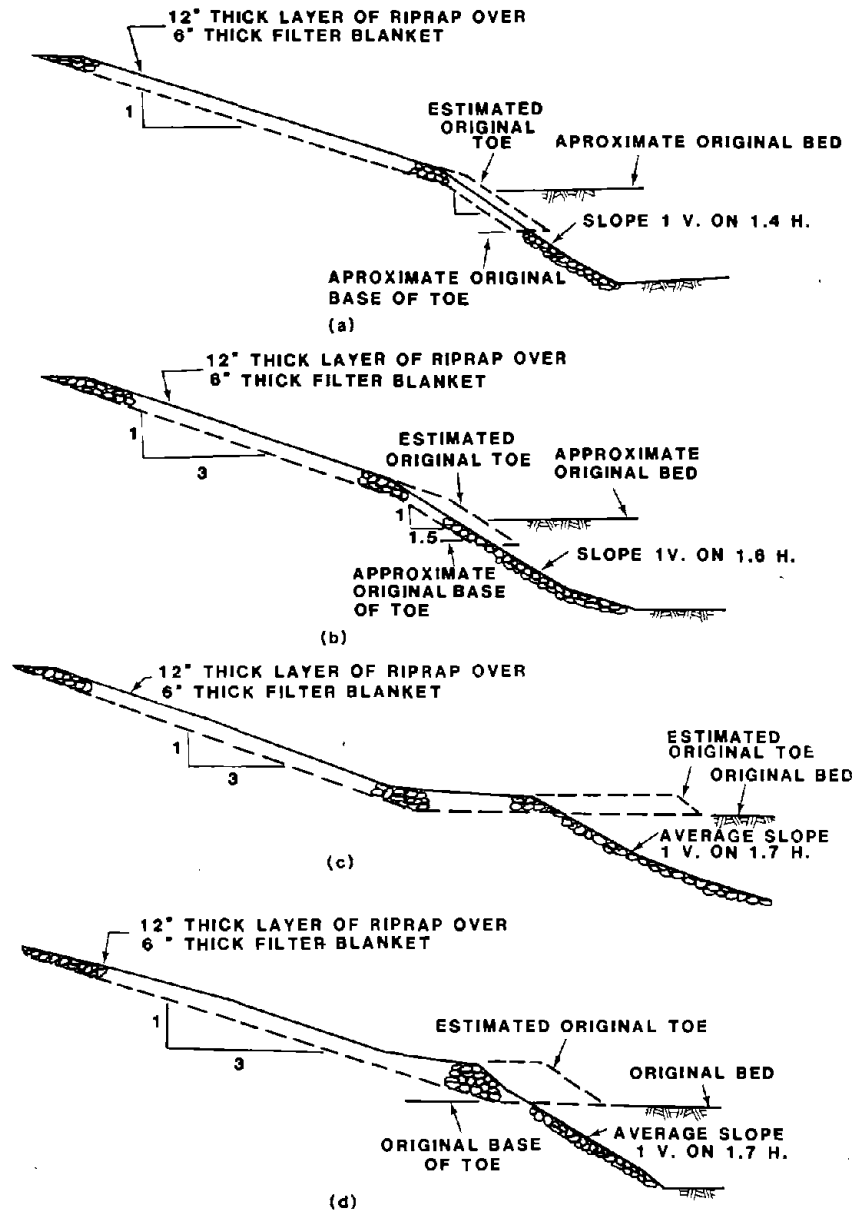 12" THICK LAYER OF RIPRAP OVER
6" THICK FILTER BLANKET
1
ESTIMATED
ORIGINAL
TOE
APROXIMATE ORIGINAL BED
SLOPE 1 V. ON 1.4 H.
APROXIMATE ORIGINAL
BASE OF TOE
(a)
12" THICK LAYER OF RIPRAP OVER
6" THICK FILTER BLANKET
1
3
ESTIMATED
ORIGINAL TOE
APPROXIMATE
ORIGINAL BED
1
1.5
SLOPE 1V. ON 1.6 H.
APPROXIMATE
ORIGINAL BASE
OF TOE
(b)
12" THICK LAYER OF RIPRAP OVER
6" THICK FILTER BLANKET
1
3
ESTIMATED
ORIGINAL TOE
ORIGINAL BED
AVERAGE SLOPE
1 V. ON 1.7 H.
(c)
12" THICK LAYER OF RIPRAP OVER
6 " THICK FILTER BLANKET
1
3
ESTIMATED ORIGINAL TOE
ORIGINAL BED
ORIGINAL BASE
OF TOE
AVERAGE SLOPE
1 V. ON 1.7 H.
(d)